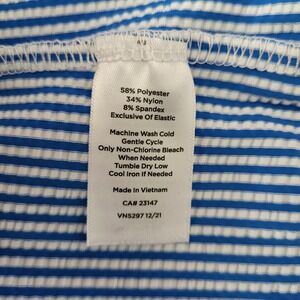 58% Polyester
34% Nylon
8% Spandex
Exclusive Of Elastic
Machine Wash Cold
Gentle Cycle
Only Non-Chlorine Bleach
When Needed
Tumble Dry Low
Cool Iron If Needed
Made In Vietnam
CA# 23147
VN5297 12/21